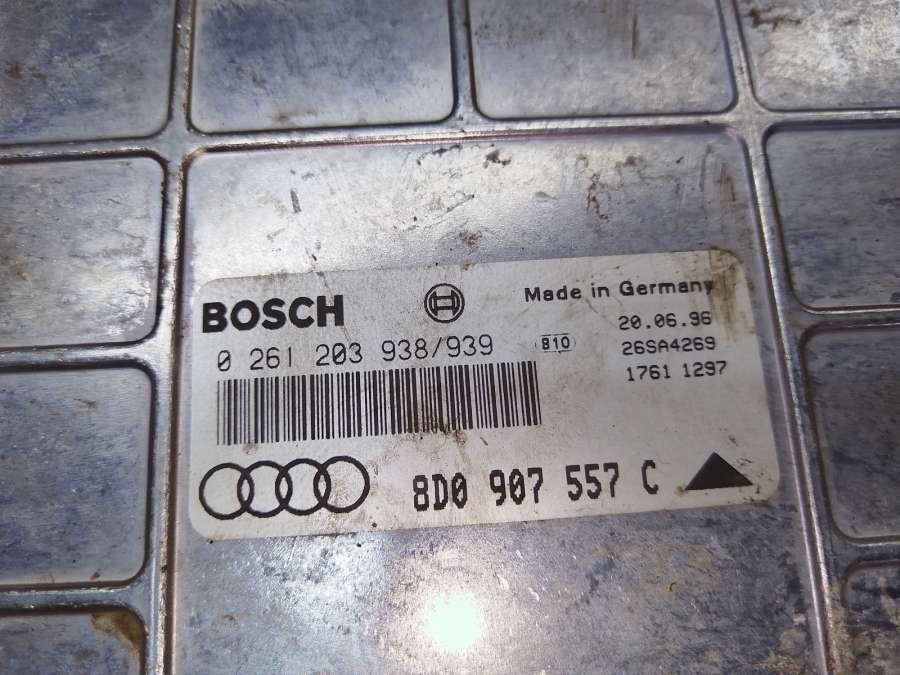 BOSCH
Made in Germany
0 261 203 938/939
B10
20.06.96
26SA4269
1761 1297
8D0 907 557 C